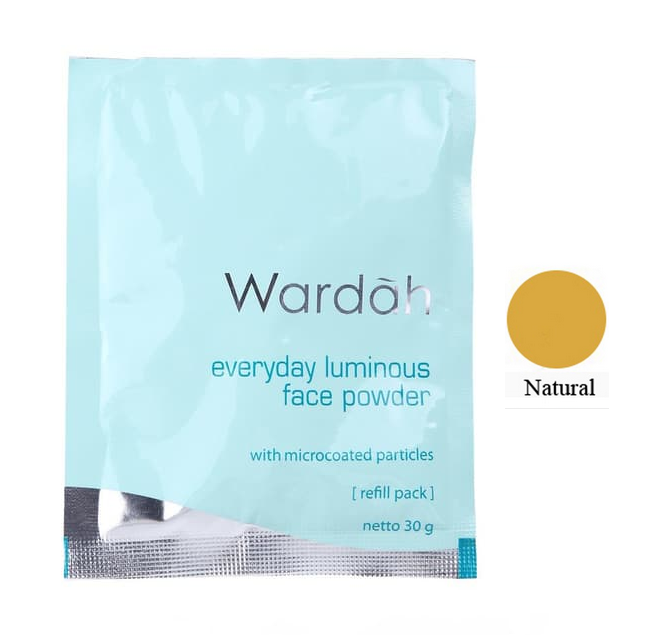 Wardah
everyday luminous
face powder
with microcoated particles
[ refill pack ]
netto 30 g
Natural